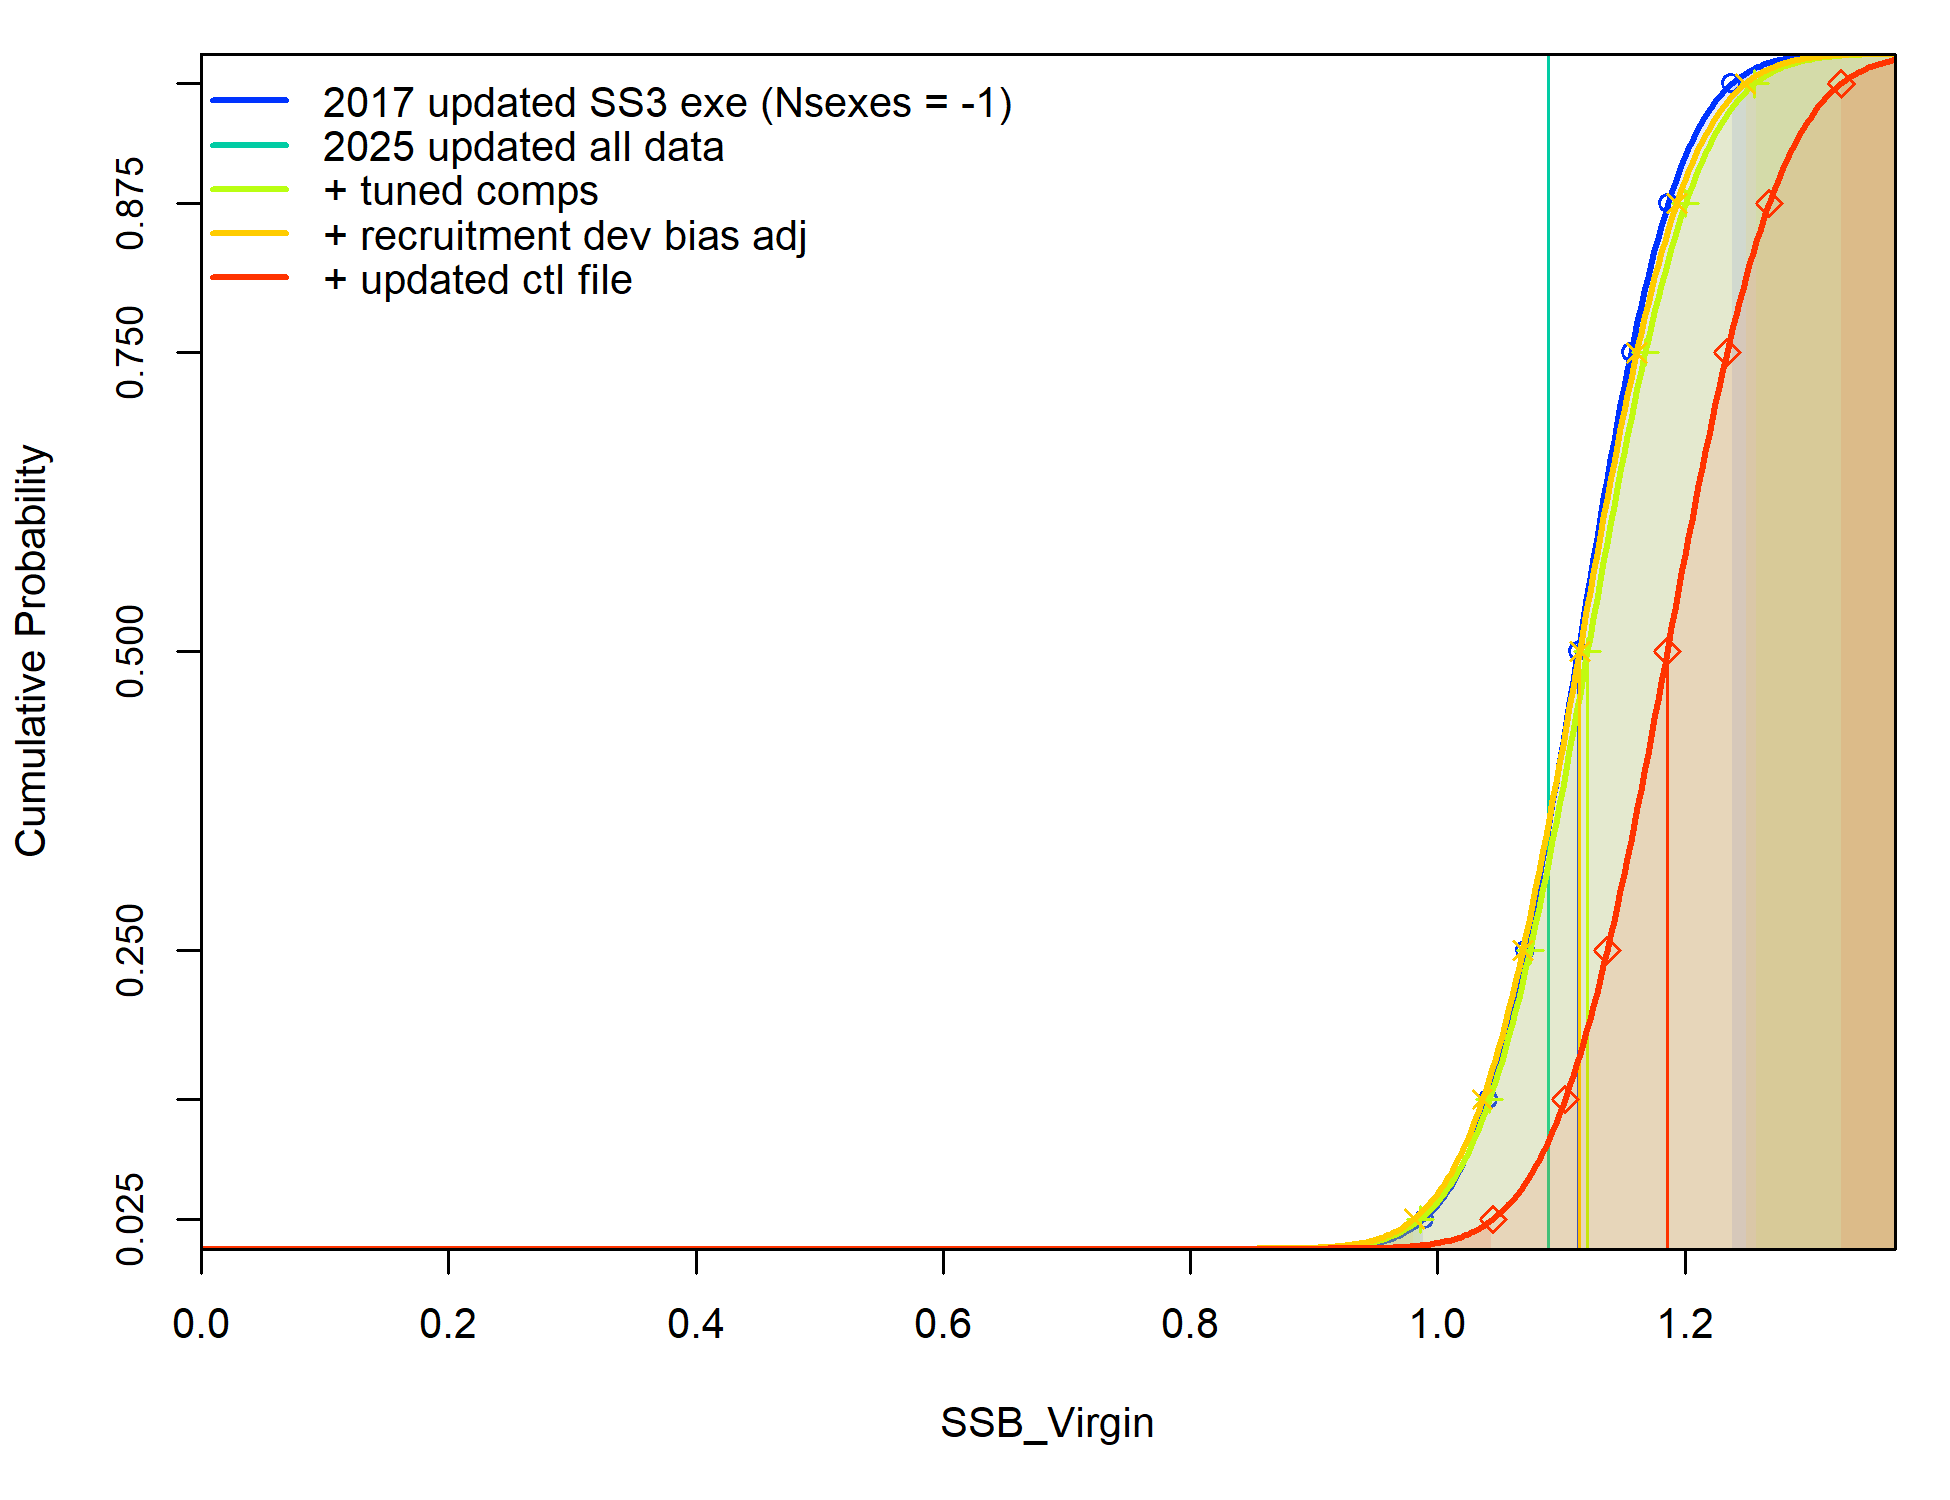 2017 updated SS3 exe (Nsexes = -1)
2025 updated all data
+ tuned comps
+ recruitment dev bias adj
+ updated ctl file
Cumulative Probability
0.875
0.750
0.500
0.250
0.025
0.0 0.2 0.4 0.6 0.8 1.0 1.2
SSB_Virgin